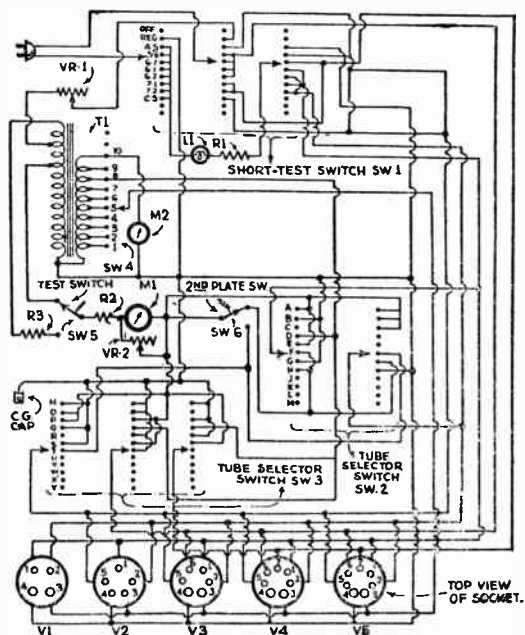 OFF
REG
VR-1
T1
L1
R1
SHORT-TEST SWITCH SW 1
10
9
8
7
6
5
4
3
2
1
M2
SW 4
TEST SWITCH
R2
M1
2ND PLATE SW
R3
SW 5
VR-2
SW 6
A
B
C
D
E
F
G
H
J
K
L
M
C.G.
CAP
TUBE SELECTOR
SWITCH SW 3
TUBE
SELECTOR
SWITCH
SW. 2
TOP VIEW
OF SOCKET.
V1
V2
V3
V4
V5